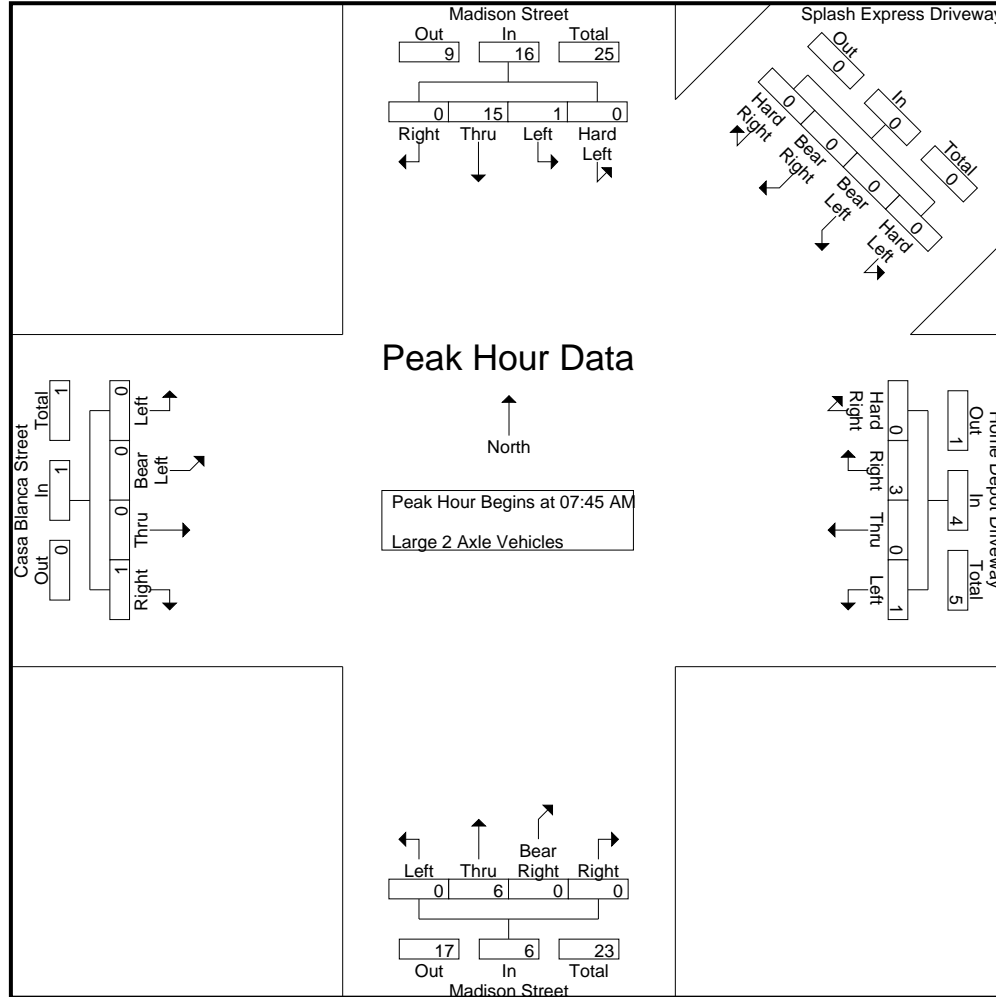 Madison Street
Out In Total
9 16 25
0 15 1 0
Right Thru Left Hard
Left
Splash Express Driveway
Out
0
In
0
Total
0
0 0 0 0
Hard
Right
Bear
Right
Bear
Left
Hard
Left
Peak Hour Data
North
Peak Hour Begins at 07:45 AM
Large 2 Axle Vehicles
Casa Blanca Street
Total In Out
1 1 0
0 0 0 1
Left
Bear
Left
Thru
Right
Home Depot Driveway
Out In Total
1 4 5
0 3 0 1
Hard
Right
Right
Thru
Left
Bear
Left Thru Right Right
0 6 0 0
17 6 23
Out In Total
Madison Street